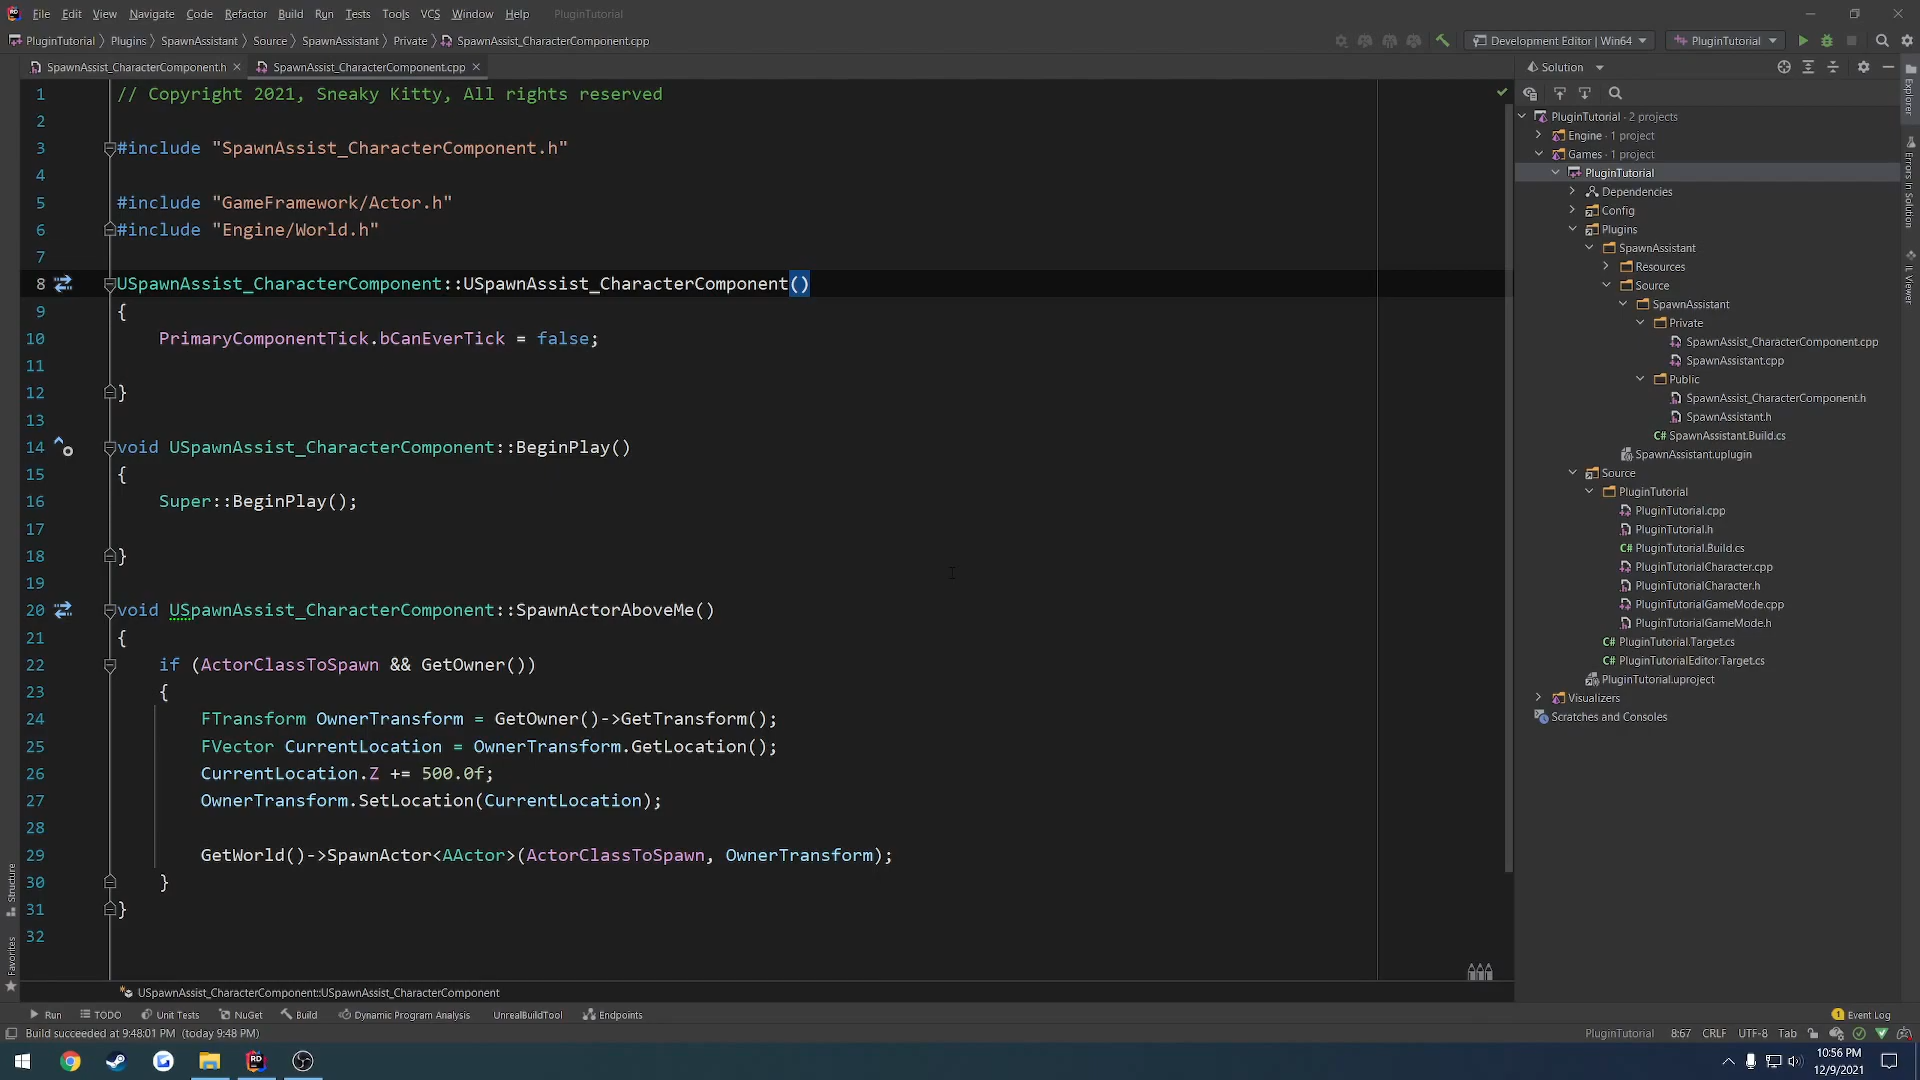 File Edit View Navigate Code Refactor Build Run Tests Tools VCS Window Help PluginTutorial
PluginTutorial Plugins SpawnAssistant Source SpawnAssistant Private SpawnAssist_CharacterComponent.cpp
Development Editor | Win64 PluginTutorial
SpawnAssist_CharacterComponent.h SpawnAssist_CharacterComponent.cpp
1 // Copyright 2021, Sneaky Kitty, All rights reserved
2
3 #include "SpawnAssist_CharacterComponent.h"
4
5 #include "GameFramework/Actor.h"
6 #include "Engine/World.h"
7
8 USpawnAssist_CharacterComponent::USpawnAssist_CharacterComponent()
9 {
10 PrimaryComponentTick.bCanEverTick = false;
11
12 }
13
14 void USpawnAssist_CharacterComponent::BeginPlay()
15 {
16 Super::BeginPlay();
17
18 }
19
20 void USpawnAssist_CharacterComponent::SpawnActorAboveMe()
21 {
22 if (ActorClassToSpawn && GetOwner())
23 {
24 FTransform OwnerTransform = GetOwner()->GetTransform();
25 FVector CurrentLocation = OwnerTransform.GetLocation();
26 CurrentLocation.Z += 500.0f;
27 OwnerTransform.SetLocation(CurrentLocation);
28
29 GetWorld()->SpawnActor<AActor>(ActorClassToSpawn, OwnerTransform);
30 }
31 }
32
USpawnAssist_CharacterComponent::USpawnAssist_CharacterComponent
Solution
PluginTutorial · 2 projects
Engine · 1 project
Games · 1 project
PluginTutorial
Dependencies
Config
Plugins
SpawnAssistant
Resources
Source
SpawnAssistant
Private
SpawnAssist_CharacterComponent.cpp
SpawnAssistant.cpp
Public
SpawnAssist_CharacterComponent.h
SpawnAssistant.h
C# SpawnAssistant.Build.cs
SpawnAssistant.uplugin
Source
PluginTutorial
PluginTutorial.cpp
PluginTutorial.h
C# PluginTutorial.Build.cs
PluginTutorialCharacter.cpp
PluginTutorialCharacter.h
PluginTutorialGameMode.cpp
PluginTutorialGameMode.h
C# PluginTutorial.Target.cs
C# PluginTutorialEditor.Target.cs
PluginTutorial.uproject
Visualizers
Scratches and Consoles
Explorer
Errors In Solution
IL Viewer
Structure
Favorites
Run TODO Unit Tests NuGet Build Dynamic Program Analysis UnrealBuildTool Endpoints 1 Event Log
Build succeeded at 9:48:01 PM (today 9:48 PM) PluginTutorial 8:67 CRLF UTF-8 Tab
RD
10:56 PM
12/9/2021